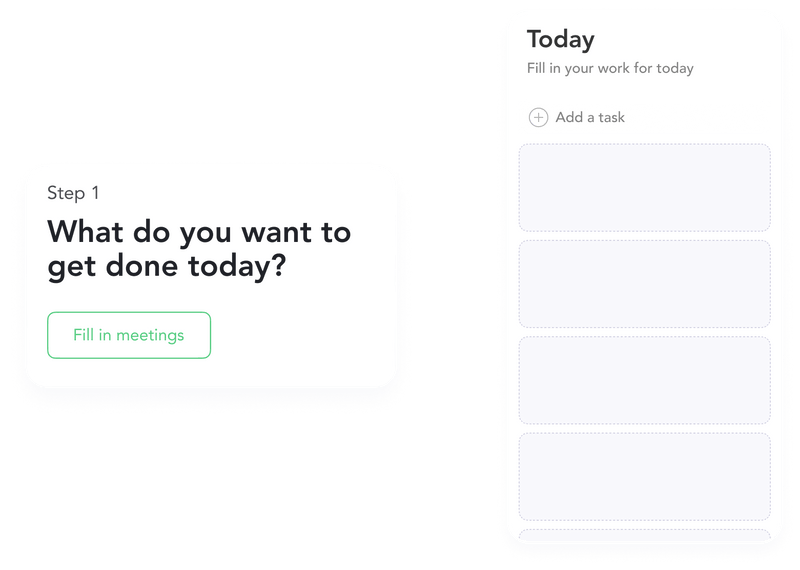 Step 1
What do you want to
get done today?
Fill in meetings
Today
Fill in your work for today
Add a task